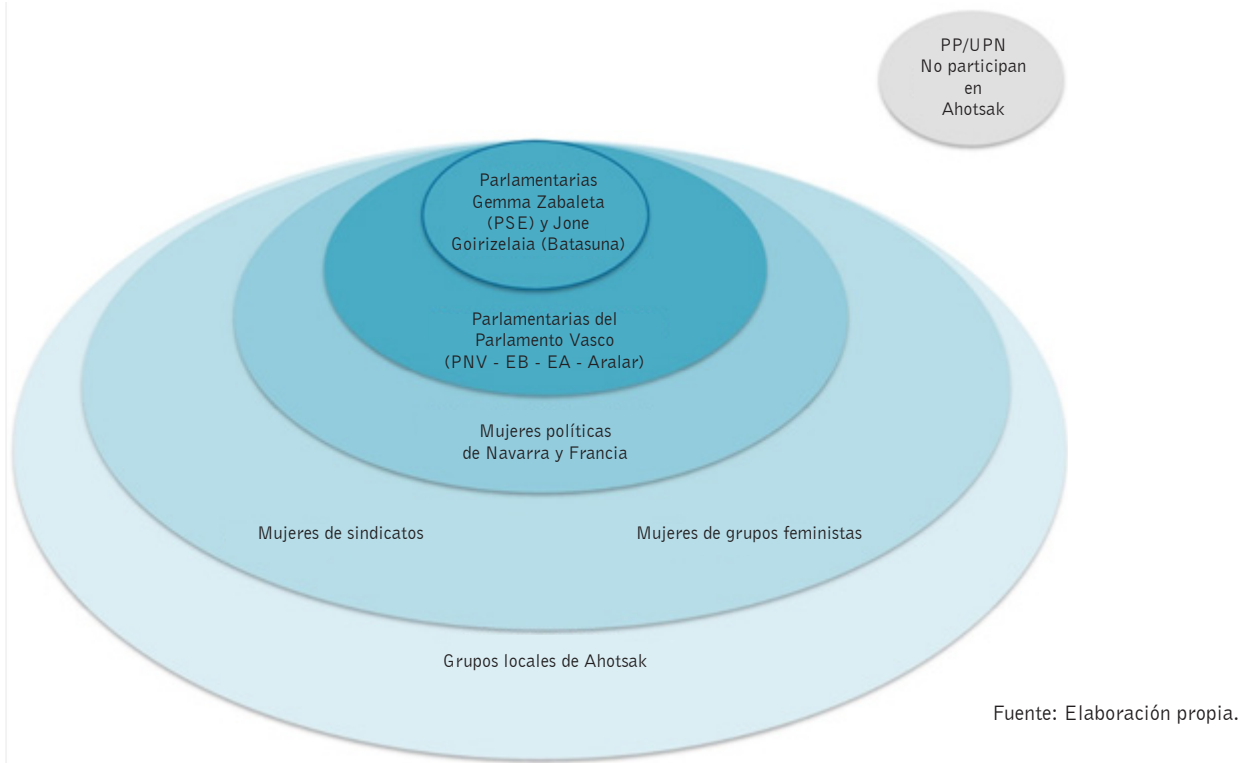 PP/UPN
No participan
en
Ahotsak
Parlamentarias
Gemma Zabaleta
(PSE) y Jone
Goirizelaia (Batasuna)
Parlamentarias del
Parlamento Vasco
(PNV - EB - EA - Aralar)
Mujeres políticas
de Navarra y Francia
Mujeres de sindicatos
Mujeres de grupos feministas
Grupos locales de Ahotsak
Fuente: Elaboración propia.